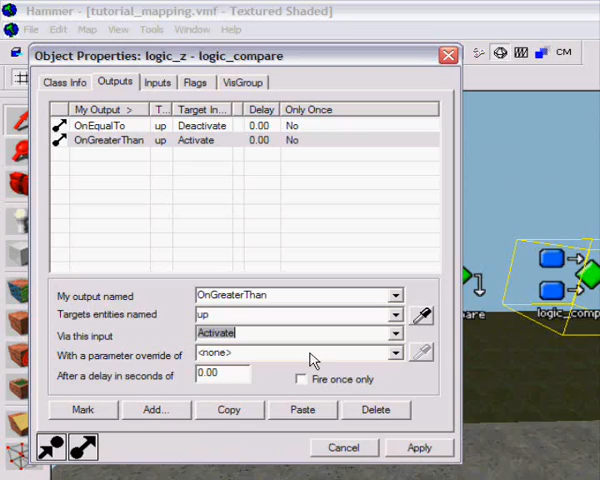 Hammer - [tutorial_mapping.vmf - Textured Shaded]
File Edit Map View Tools Window Help
Object Properties: logic_z - logic_compare
CM
Class Info Outputs Inputs Flags VisGroup
My Output > T... Target In... Delay Only Once
OnEqualTo up Deactivate 0.00 No
OnGreaterThan up Activate 0.00 No
My output named OnGreaterThan
Targets entities named up
Via this input Activate
With a parameter override of <none>
After a delay in seconds of 0.00 Fire once only
Mark Add... Copy Paste Delete
Cancel Apply
are
logic_comp